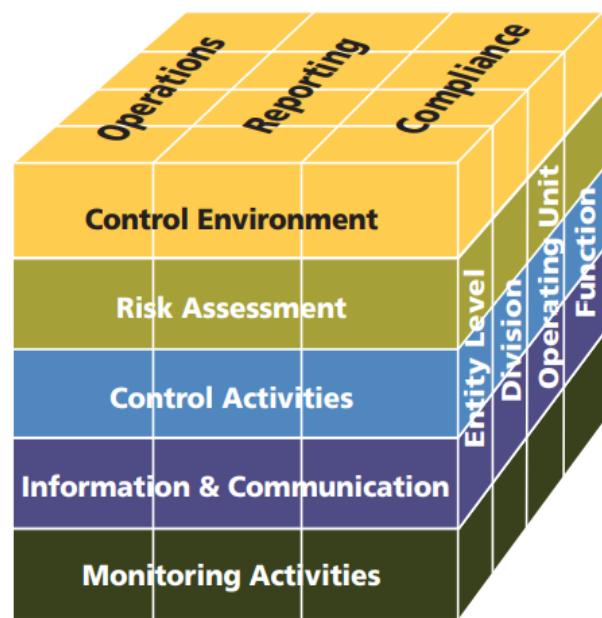 Operations
Reporting
Compliance
Control Environment
Risk Assessment
Control Activities
Information & Communication
Monitoring Activities
Entity Level
Division
Operating Unit
Function